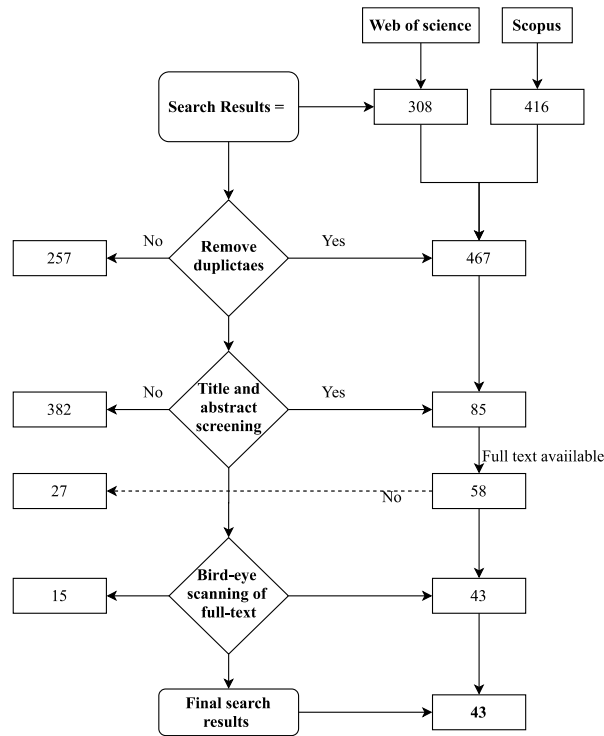 Web of science
Scopus
Search Results =
308
416
No
Remove
duplictaes
Yes
257
467
No
Title and
abstract
screening
Yes
382
85
Full text avaiilable
27
No
58
Bird-eye
scanning of
full-text
15
43
Final search
results
43